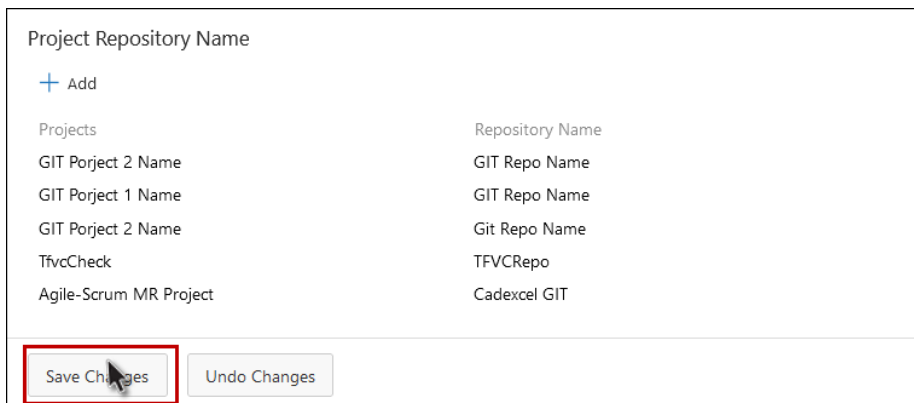 Project Repository Name
+ Add
Projects Repository Name
GIT Porject 2 Name GIT Repo Name
GIT Porject 1 Name GIT Repo Name
GIT Porject 2 Name Git Repo Name
TfvcCheck TFVCRepo
Agile-Scrum MR Project Cadexcel GIT
Save Changes Undo Changes